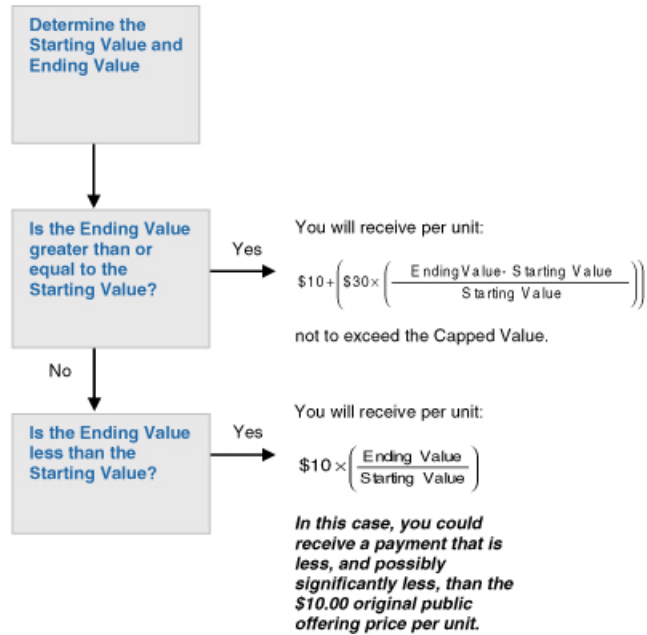 Determine the
Starting Value and
Ending Value
Is the Ending Value
greater than or
equal to the
Starting Value?
Yes
You will receive per unit:
$10+($30×(Ending Value- Starting Value
Starting Value))
not to exceed the Capped Value.
No
Is the Ending Value
less than the
Starting Value?
Yes
You will receive per unit:
$10×(Ending Value
Starting Value)
In this case, you could
receive a payment that is
less, and possibly
significantly less, than the
$10.00 original public
offering price per unit.